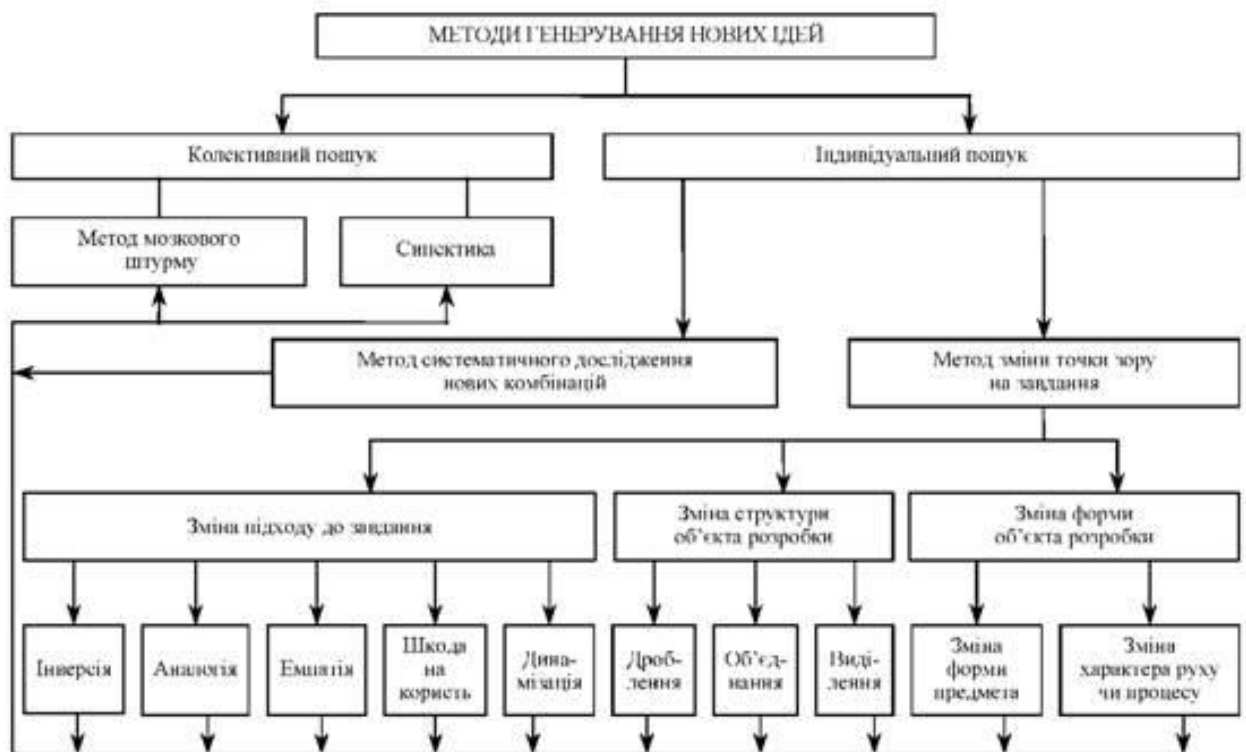 МЕТОДИ ГЕНЕРУВАННЯ НОВИХ ІДЕЙ
Колективний пошук
Індивідуальний пошук
Метод мозкового
штурму
Синектика
Метод систематичного дослідження
нових комбінацій
Метод зміни точки зору
на завдання
Зміна підходу до завдання
Зміна структури
об’єкта розробки
Зміна форми
об’єкта розробки
Інверсія
Аналогія
Емпатія
Шкода
на
користь
Дина-
мізація
Дроб-
лення
Об’єд-
нання
Виді-
лення
Зміна
форми
предмета
Зміна
характера руху
чи процесу